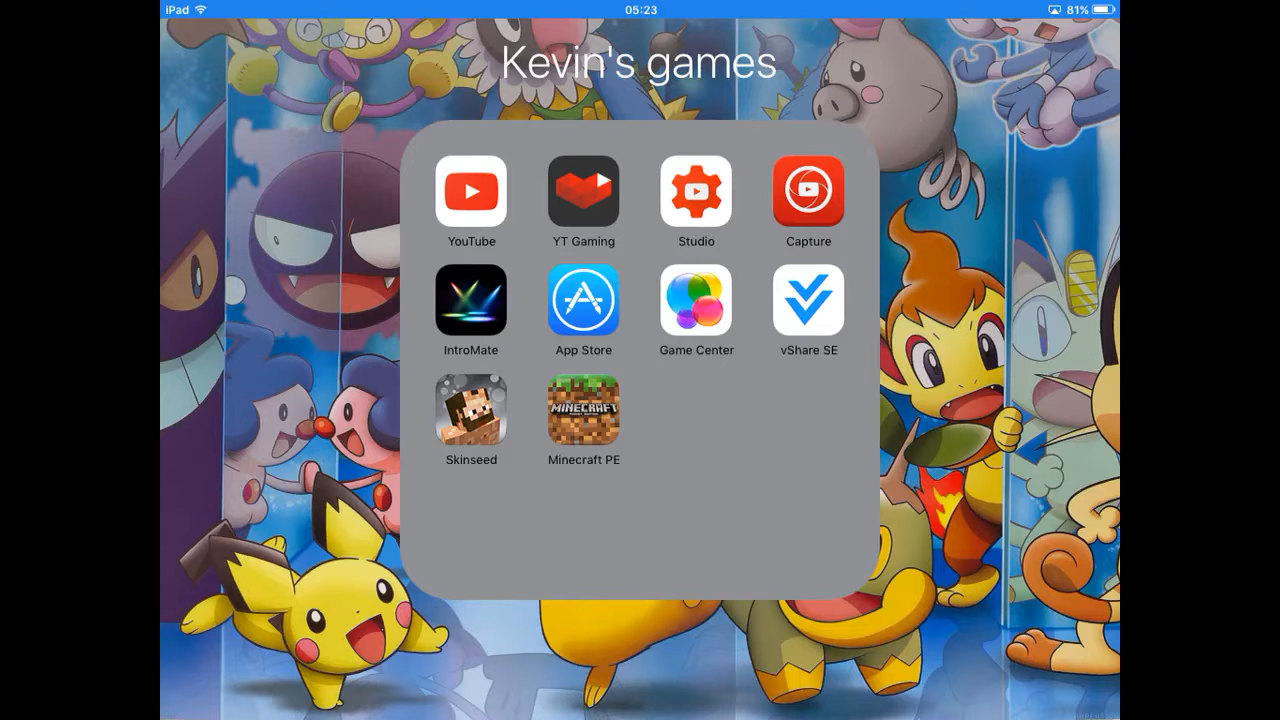 iPad 05:23 81%
Kevin's games
YouTube YT Gaming Studio Capture
IntroMate App Store Game Center vShare SE
MINECRAFT
Skinseed Minecraft PE